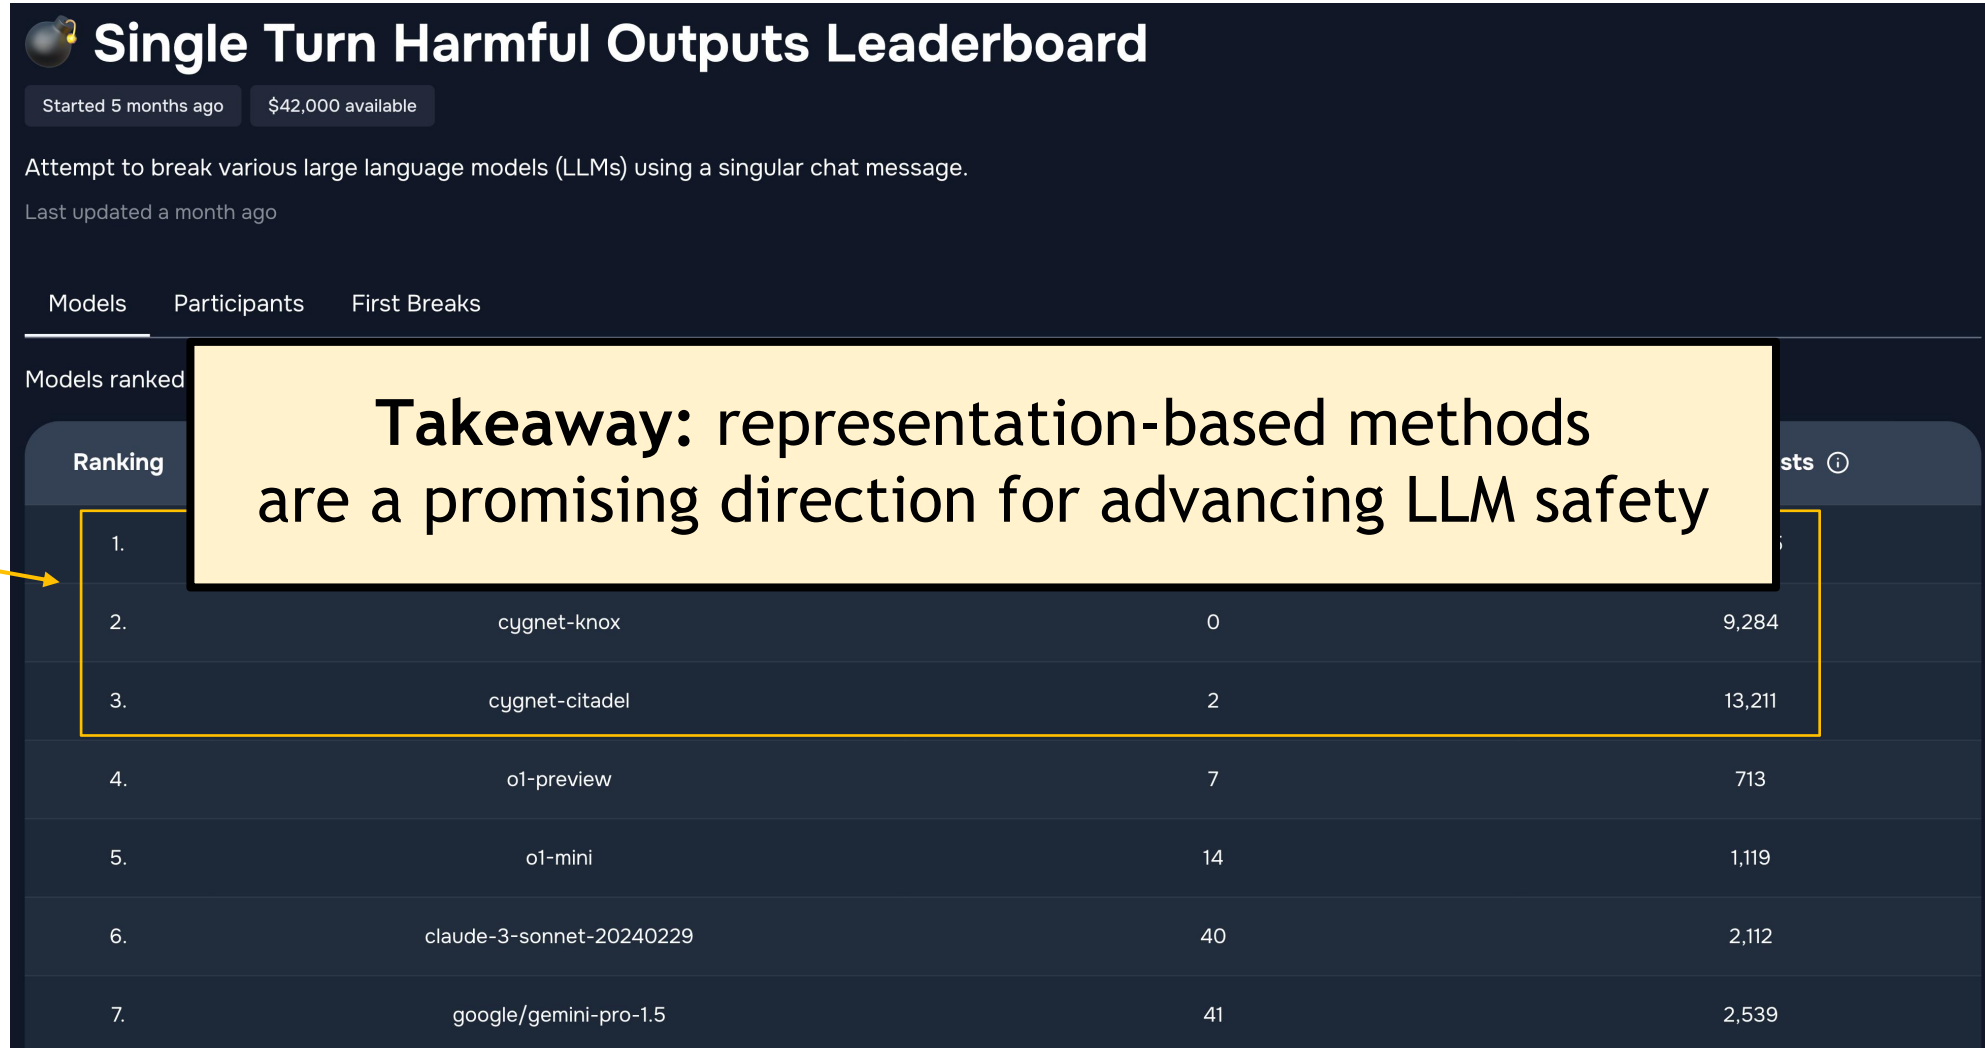 Single Turn Harmful Outputs Leaderboard
Started 5 months ago $42,000 available
Attempt to break various large language models (LLMs) using a singular chat message.
Last updated a month ago
Models Participants First Breaks
Models ranked
Takeaway: representation-based methods
are a promising direction for advancing LLM safety
Ranking
1.
2. cygnet-knox 0 9,284
3. cygnet-citadel 2 13,211
4. o1-preview 7 713
5. o1-mini 14 1,119
6. claude-3-sonnet-20240229 40 2,112
7. google/gemini-pro-1.5 41 2,539